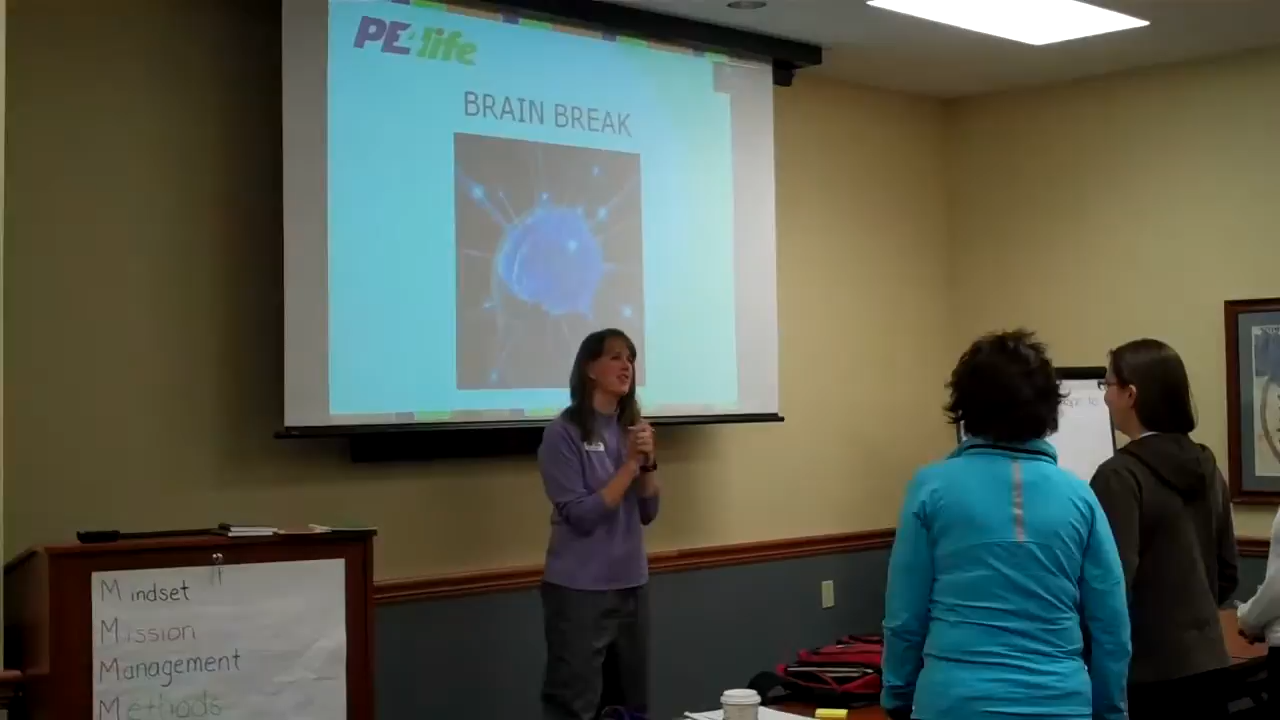 PE4life
BRAIN BREAK
Mindset
Mission
Management
Methods